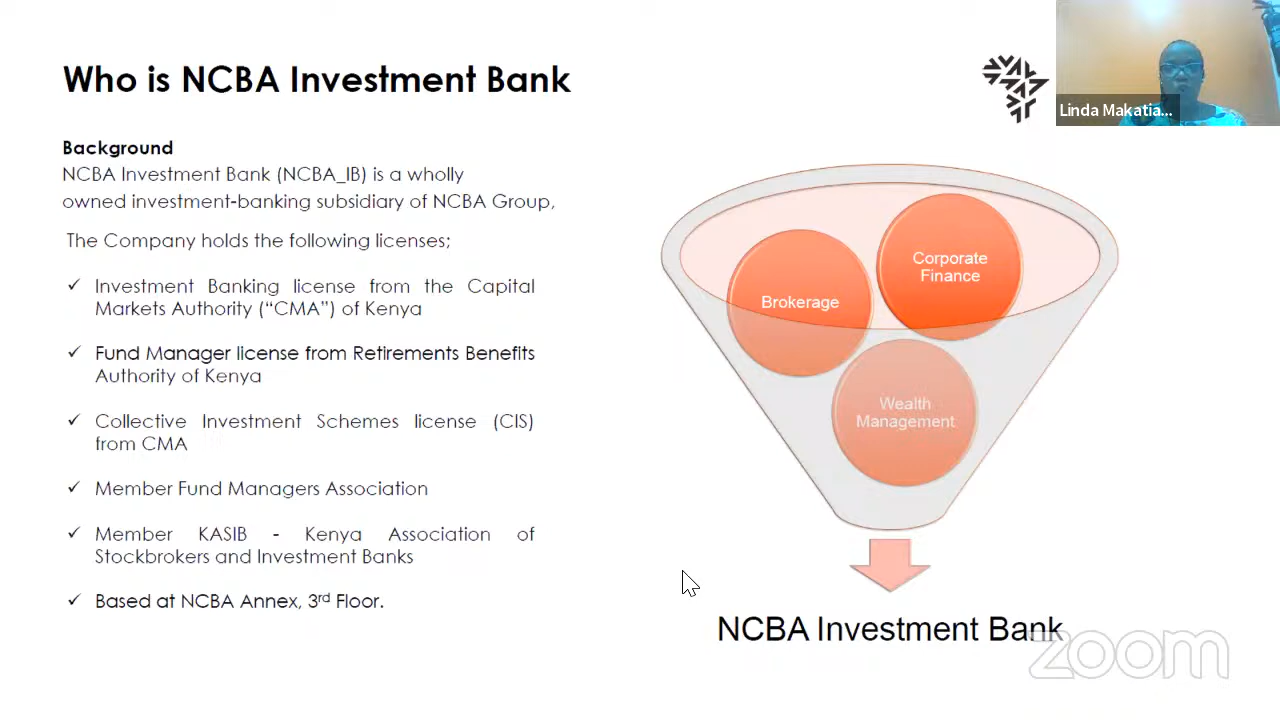 Who is NCBA Investment Bank
Linda Makatia...
Background
NCBA Investment Bank (NCBA_IB) is a wholly
owned investment-banking subsidiary of NCBA Group,
The Company holds the following licenses;
✓ Investment Banking license from the Capital
Markets Authority (“CMA”) of Kenya
✓ Fund Manager license from Retirements Benefits
Authority of Kenya
✓ Collective Investment Schemes license (CIS)
from CMA
✓ Member Fund Managers Association
✓ Member KASIB - Kenya Association of
Stockbrokers and Investment Banks
✓ Based at NCBA Annex, 3rd Floor.
Corporate
Finance
Brokerage
Wealth
Management
NCBA Investment Bank
zoom